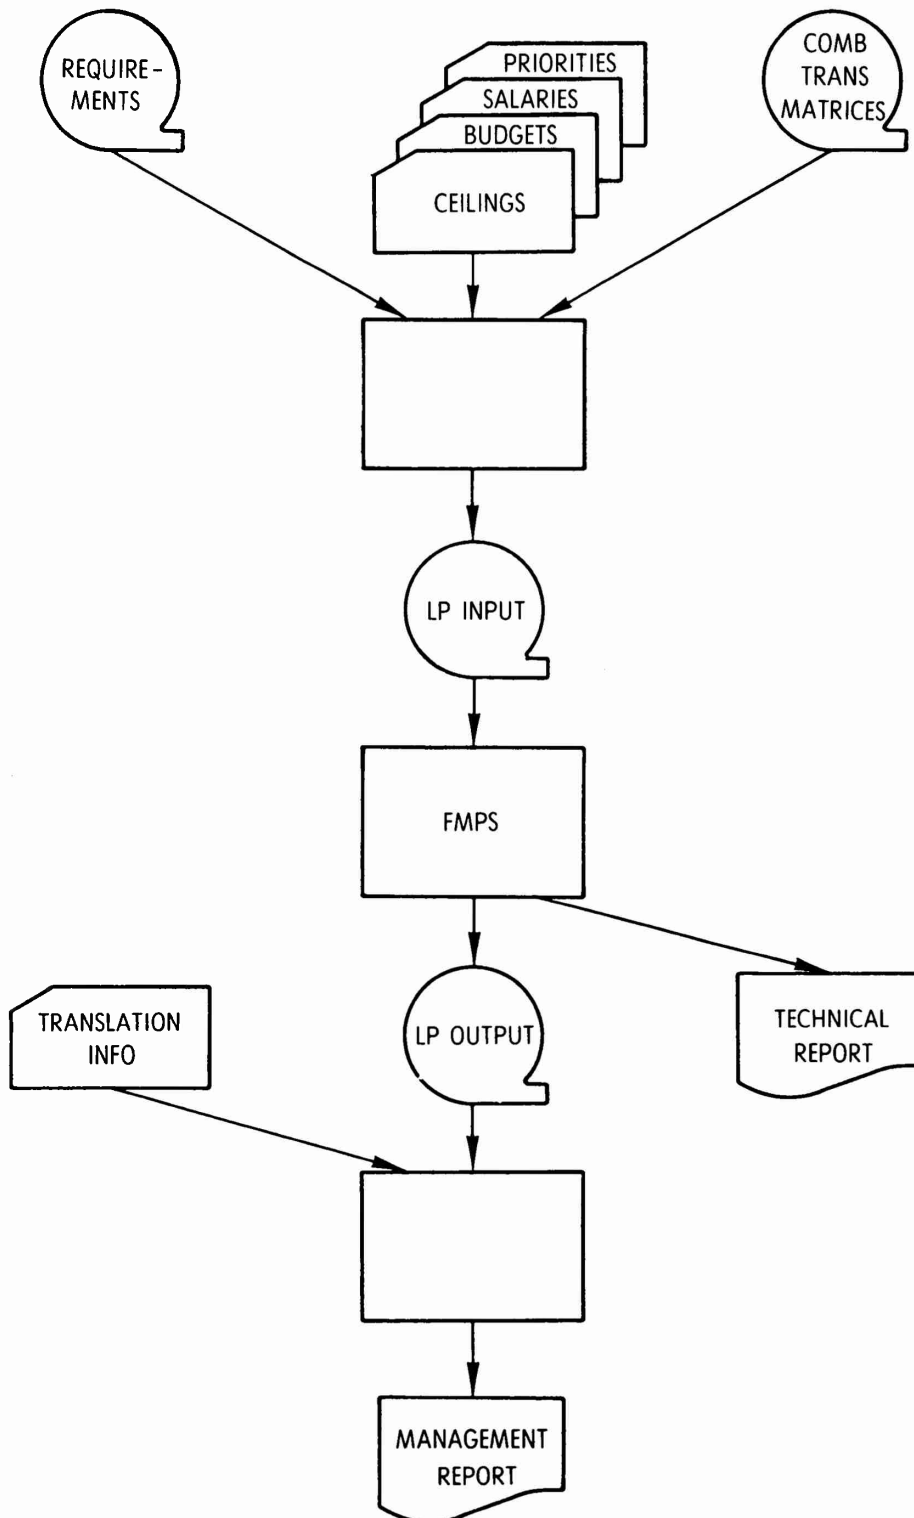 REQUIRE-
MENTS
PRIORITIES
SALARIES
BUDGETS
CEILINGS
COMB
TRANS
MATRICES
LP INPUT
FMPS
TRANSLATION
INFO
LP OUTPUT
TECHNICAL
REPORT
MANAGEMENT
REPORT